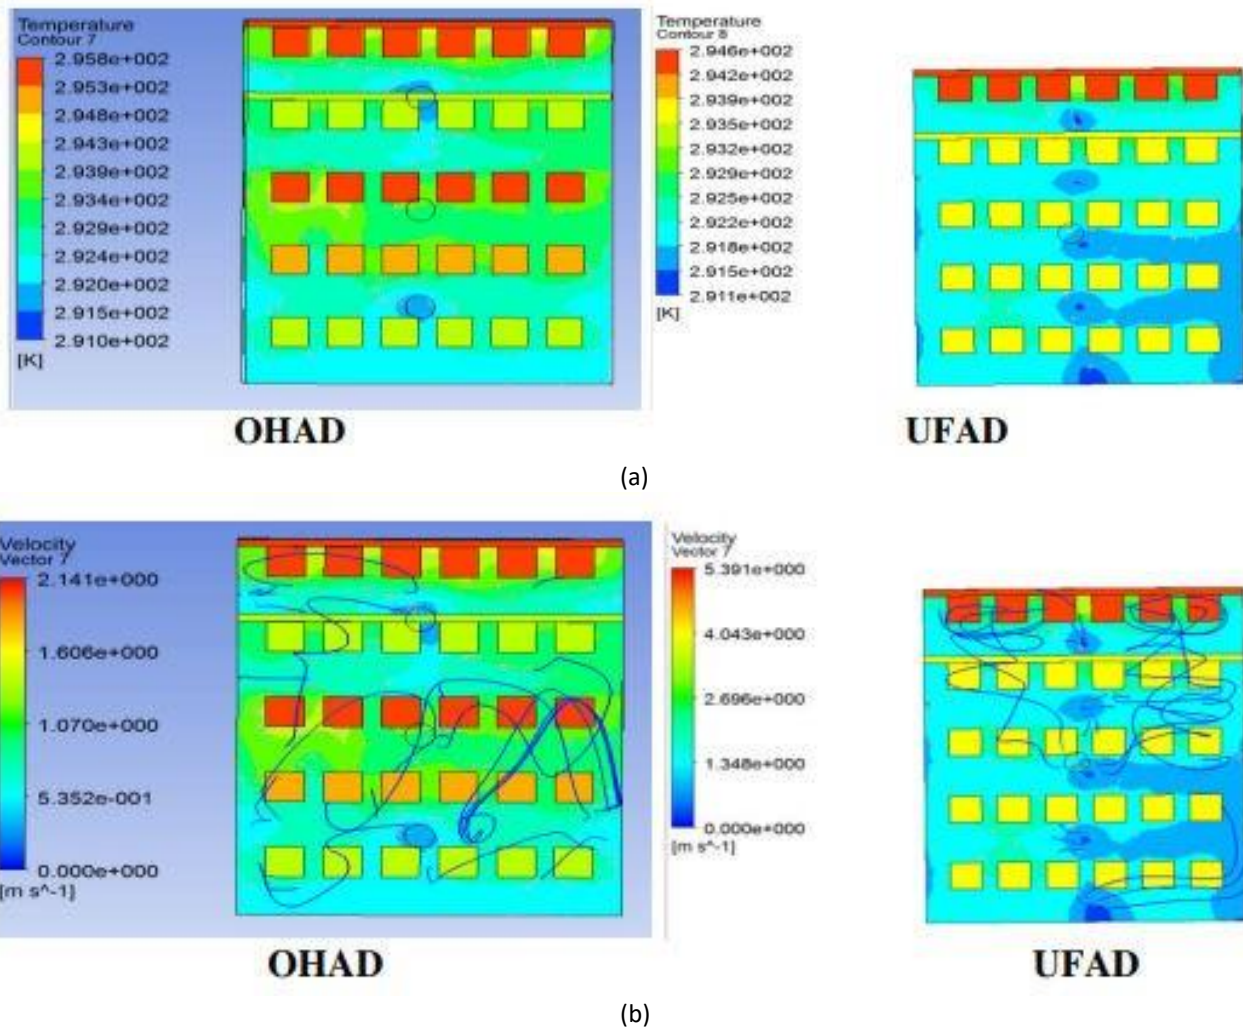 Temperature
Contour 7
2.958e+002
2.953e+002
2.948e+002
2.943e+002
2.939e+002
2.934e+002
2.929e+002
2.924e+002
2.920e+002
2.915e+002
2.910e+002
[K]
OHAD
Temperature
Contour 8
2.946e+002
2.942e+002
2.939e+002
2.935e+002
2.932e+002
2.929e+002
2.925e+002
2.922e+002
2.918e+002
2.915e+002
2.911e+002
[K]
UFAD
(a)
Velocity
Vector 7
2.141e+000
1.606e+000
1.070e+000
5.352e-001
0.000e+000
[m s^-1]
OHAD
Velocity
Vector 7
5.391e+000
4.043e+000
2.696e+000
1.348e+000
0.000e+000
[m s^-1]
UFAD
(b)